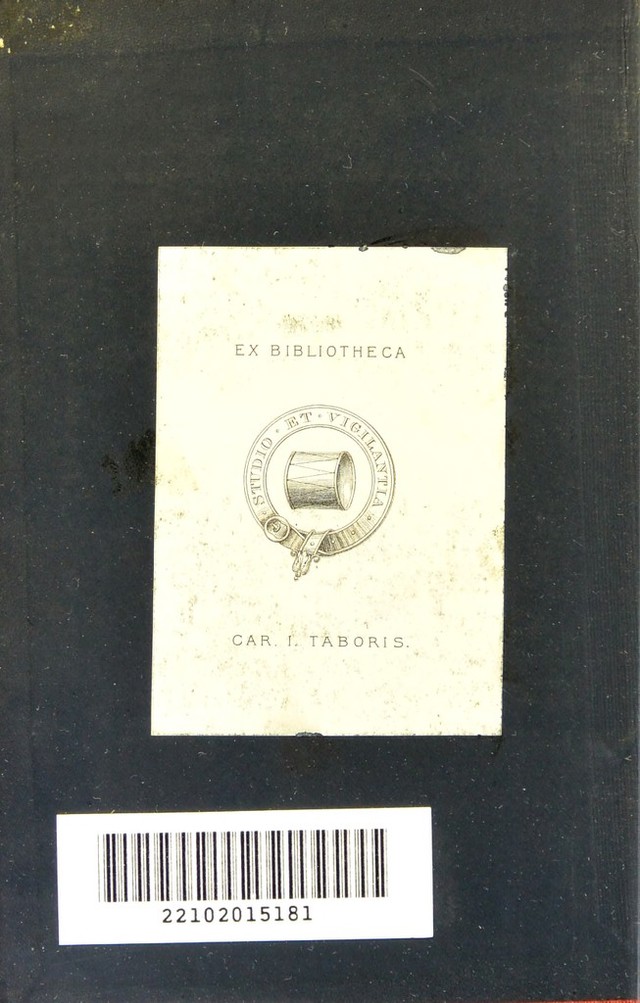 EX BIBLIOTHECA
STUDIO · ET · VIGILANTIA ·
CAR. I. TABORIS.
22102015181